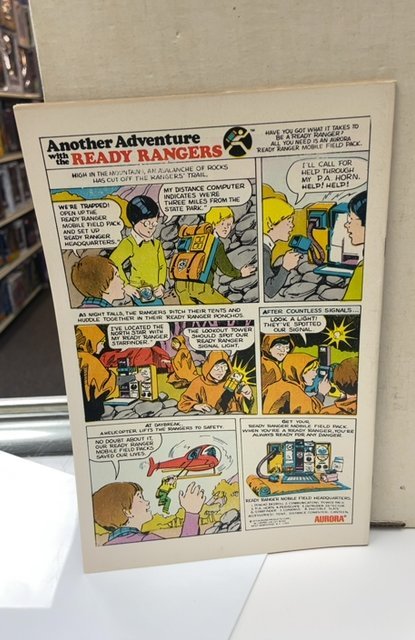 Another Adventure
with the READY RANGERS
™
HAVE YOU GOT WHAT IT TAKES TO
BE A READY RANGER?
ALL YOU NEED IS AN AURORA
READY RANGER MOBILE FIELD PACK.
HIGH IN THE MOUNTAINS, AN AVALANCHE OF ROCKS
HAS CUT OFF THE RANGERS' TRAIL.
WE'RE TRAPPED!
OPEN UP THE
READY RANGER
MOBILE FIELD PACK
AND SET UP
READY RANGER
HEADQUARTERS.
MY DISTANCE COMPUTER
INDICATES WE'RE
THREE MILES FROM THE
STATE PARK."
I'LL CALL FOR
HELP THROUGH
MY P.A. HORN.
HELP! HELP!
AS NIGHT FALLS, THE RANGERS PITCH THEIR TENTS AND
HUDDLE TOGETHER IN THEIR READY RANGER PONCHOS.
I'VE LOCATED THE
NORTH STAR WITH
MY READY RANGER
STARFINDER."
THE LOOKOUT TOWER
SHOULD SPOT OUR
READY RANGER
SIGNAL LIGHT.
AFTER COUNTLESS SIGNALS...
LOOK, A LIGHT!
THEY'VE SPOTTED
OUR SIGNAL.
AT DAYBREAK,
A HELICOPTER LIFTS THE RANGERS TO SAFETY.
NO DOUBT ABOUT IT,
OUR READY RANGER
MOBILE FIELD PACKS
SAVED OUR LIVES.
GET YOUR
READY RANGER MOBILE FIELD PACK.
WHEN YOU'RE A READY RANGER, YOU'RE
ALWAYS READY FOR ANY DANGER.
READY RANGER MOBILE FIELD HEADQUARTERS.
AURORA